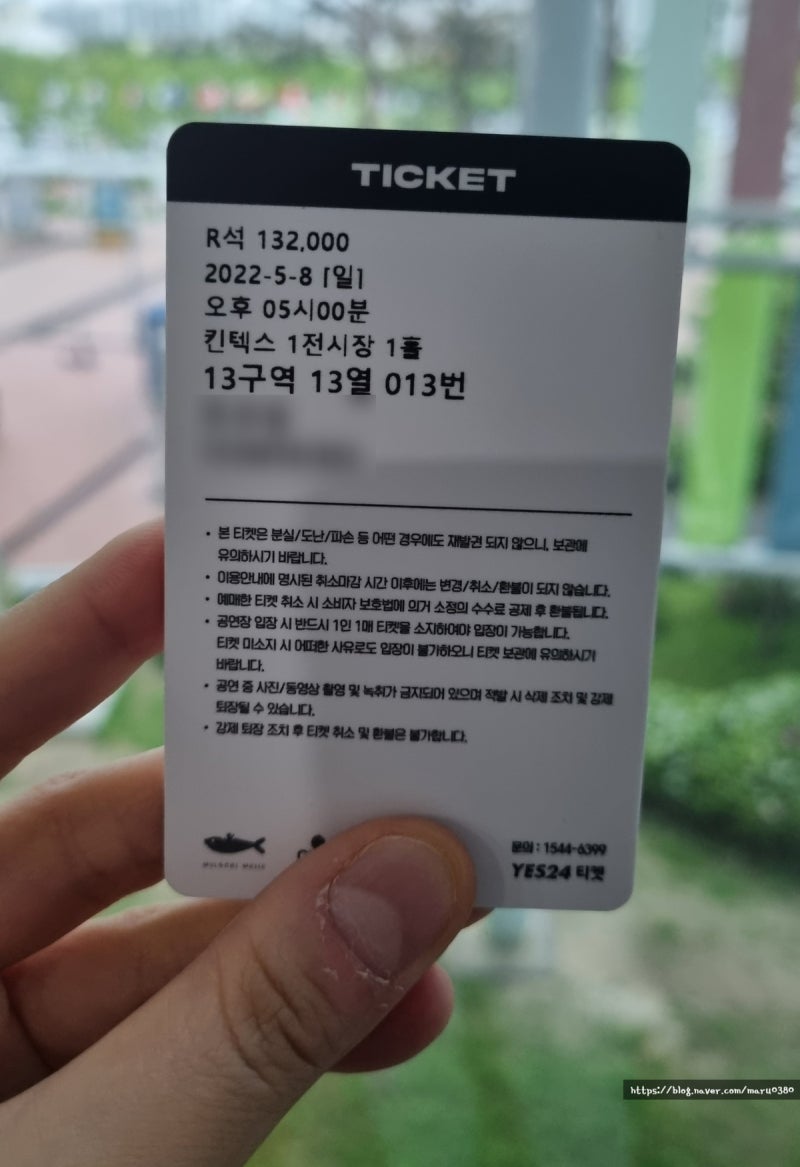 TICKET
R석 132,000
2022-5-8 [일]
오후 05시00분
킨텍스 1전시장 1홀
13구역 13열 013번
• 본 티켓은 분실/도난/파손 등 어떤 경우에도 재발권 되지 않으니, 보관에
유의하시기 바랍니다.
• 이용안내에 명시된 취소마감 시간 이후에는 변경/취소/환불이 되지 않습니다.
• 예매한 티켓 취소 시 소비자 보호법에 의거 소정의 수수료 공제 후 환불됩니다.
• 공연장 입장 시 반드시 1인 1매 티켓을 소지하여야 입장이 가능합니다.
티켓 미소지 시 어떠한 사유로도 입장이 불가하오니 티켓 보관에 유의하시기
바랍니다.
• 공연 중 사진/동영상 촬영 및 녹취가 금지되어 있으며 적발 시 삭제 조치 및 강제
퇴장될 수 있습니다.
• 강제 퇴장 조치 후 티켓 취소 및 환불은 불가합니다.
문의 : 1544-6399
YES24 티켓
https://blog.naver.com/maru0380